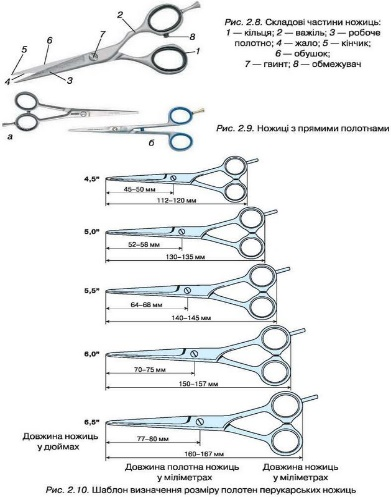 2
6
5
7
8
1
4
3
Рис. 2.8. Складові частини ножиць:
1 — кільця; 2 — важіль; 3 — робоче
полотно; 4 — жало; 5 — кінчик;
6 — обушок;
7 — гвинт; 8 — обмежувач
а
б
Рис. 2.9. Ножиці з прямими полотнами
4,5"
45–50 мм
112–120 мм
5,0"
52–58 мм
130–135 мм
5,5"
64–68 мм
140–145 мм
6,0"
70–75 мм
150–157 мм
6,5"
77–80 мм
160–167 мм
Довжина ножиць
у дюймах
Довжина полотна ножиць
у міліметрах
Довжина ножиць
у міліметрах
Рис. 2.10. Шаблон визначення розміру полотен перукарських ножиць